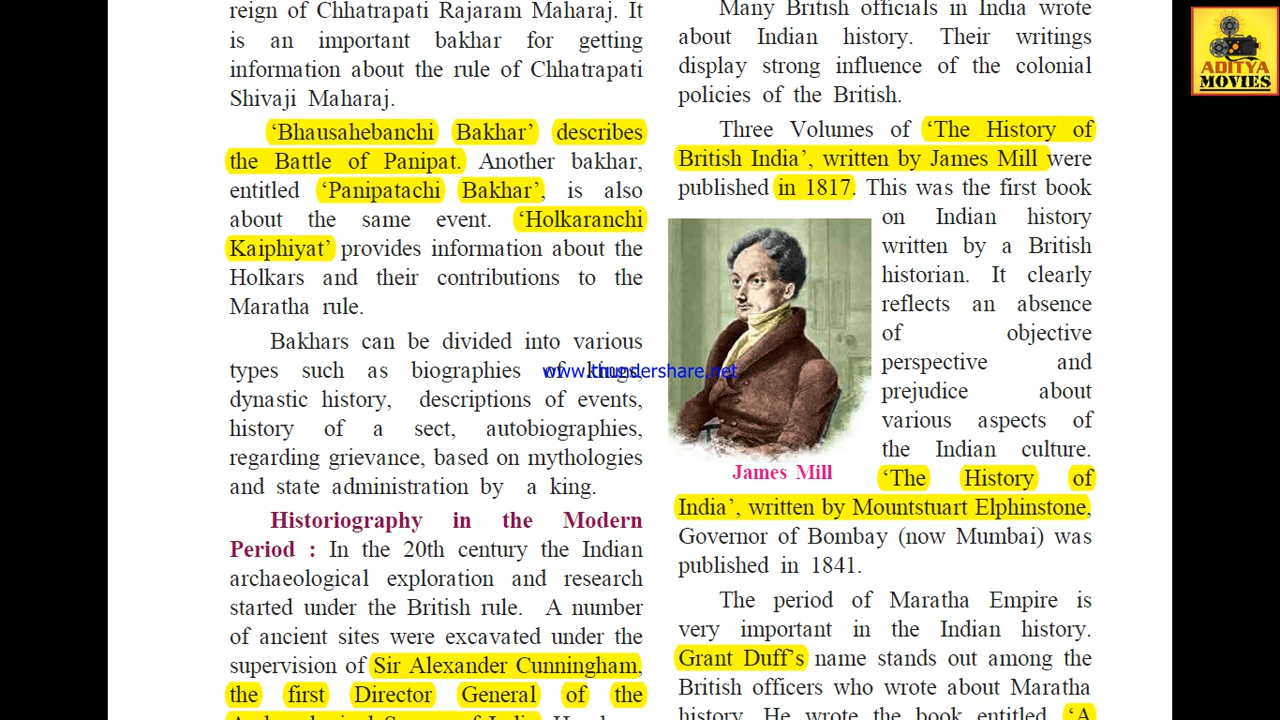 reign of Chhatrapati Rajaram Maharaj. It
is an important bakhar for getting
information about the rule of Chhatrapati
Shivaji Maharaj.
‘Bhausahebanchi Bakhar’ describes
the Battle of Panipat. Another bakhar,
entitled ‘Panipatachi Bakhar’, is also
about the same event. ‘Holkaranchi
Kaiphiyat’ provides information about the
Holkars and their contributions to the
Maratha rule.
Bakhars can be divided into various
types such as biographies of kings,
dynastic history, descriptions of events,
history of a sect, autobiographies,
regarding grievance, based on mythologies
and state administration by a king.
Historiography in the Modern
Period : In the 20th century the Indian
archaeological exploration and research
started under the British rule. A number
of ancient sites were excavated under the
supervision of Sir Alexander Cunningham,
the first Director General of the
Many British officials in India wrote
about Indian history. Their writings
display strong influence of the colonial
policies of the British.
Three Volumes of ‘The History of
British India’, written by James Mill were
published in 1817. This was the first book
on Indian history
written by a British
historian. It clearly
reflects an absence
of objective
perspective and
prejudice about
various aspects of
the Indian culture.
‘The History of
India’, written by Mountstuart Elphinstone,
Governor of Bombay (now Mumbai) was
published in 1841.
The period of Maratha Empire is
very important in the Indian history.
Grant Duff’s name stands out among the
British officers who wrote about Maratha
history. He wrote the book entitled ‘A
James Mill
www.thundershare.net
ADITYA
MOVIES